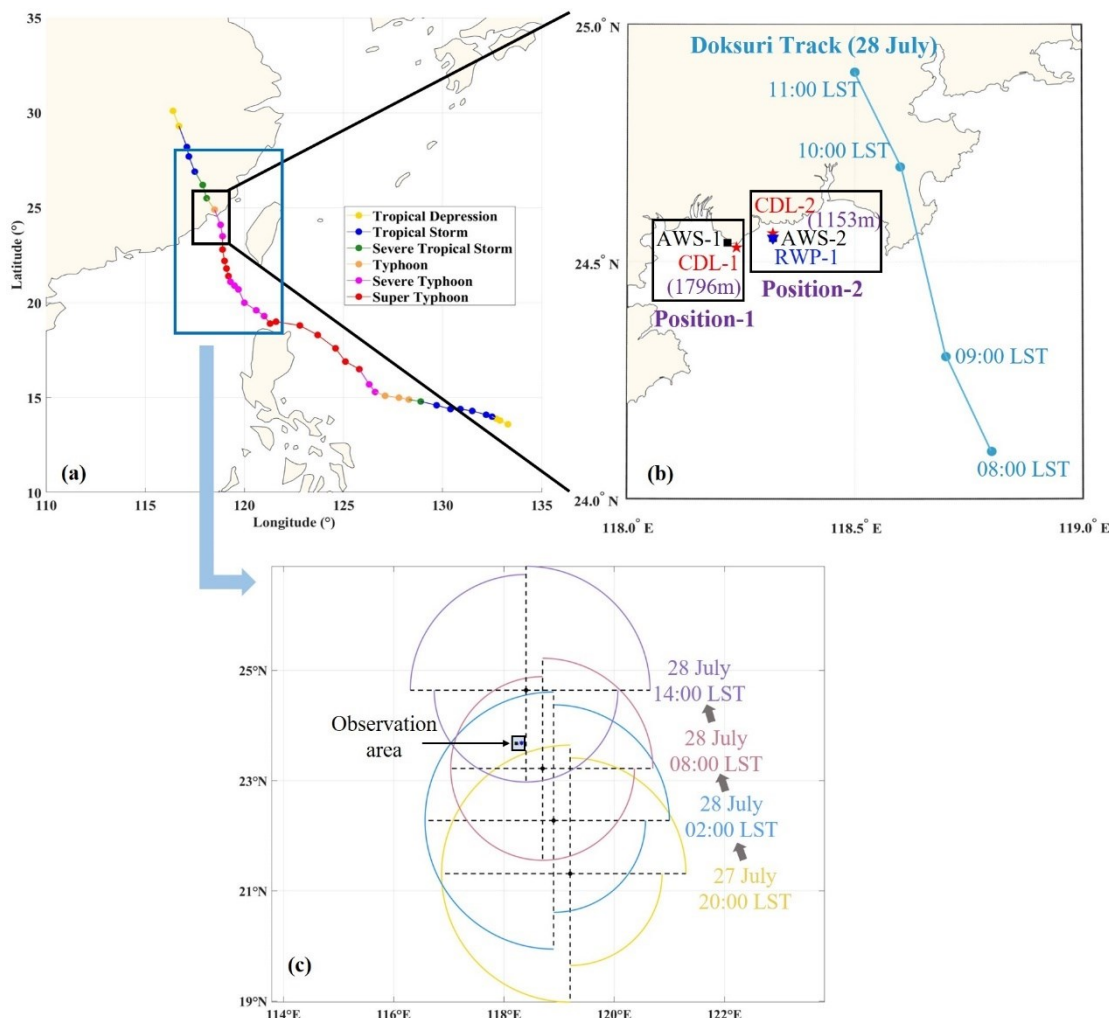 35
30
25
20
15
10
Latitude (°)
110
115
120
125
130
135
Longitude (°)
Tropical Depression
Tropical Storm
Severe Tropical Storm
Typhoon
Severe Typhoon
Super Typhoon
(a)
25.0° N
24.5° N
24.0° N
118.0° E
118.5° E
119.0° E
Doksuri Track (28 July)
11:00 LST
10:00 LST
09:00 LST
08:00 LST
AWS-1
CDL-1
(1796m)
Position-1
CDL-2
(1153m)
AWS-2
RWP-1
Position-2
(b)
25°N
23°N
21°N
19°N
114°E
116°E
118°E
120°E
122°E
Observation
area
28 July
14:00 LST
28 July
08:00 LST
28 July
02:00 LST
27 July
20:00 LST
(c)